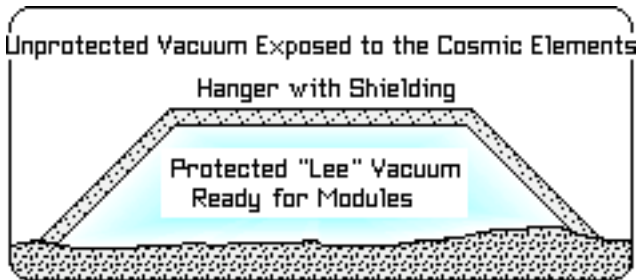 Unprotected Vacuum Exposed to the Cosmic Elements
Hanger with Shielding
Protected "Lee" Vacuum
Ready for Modules